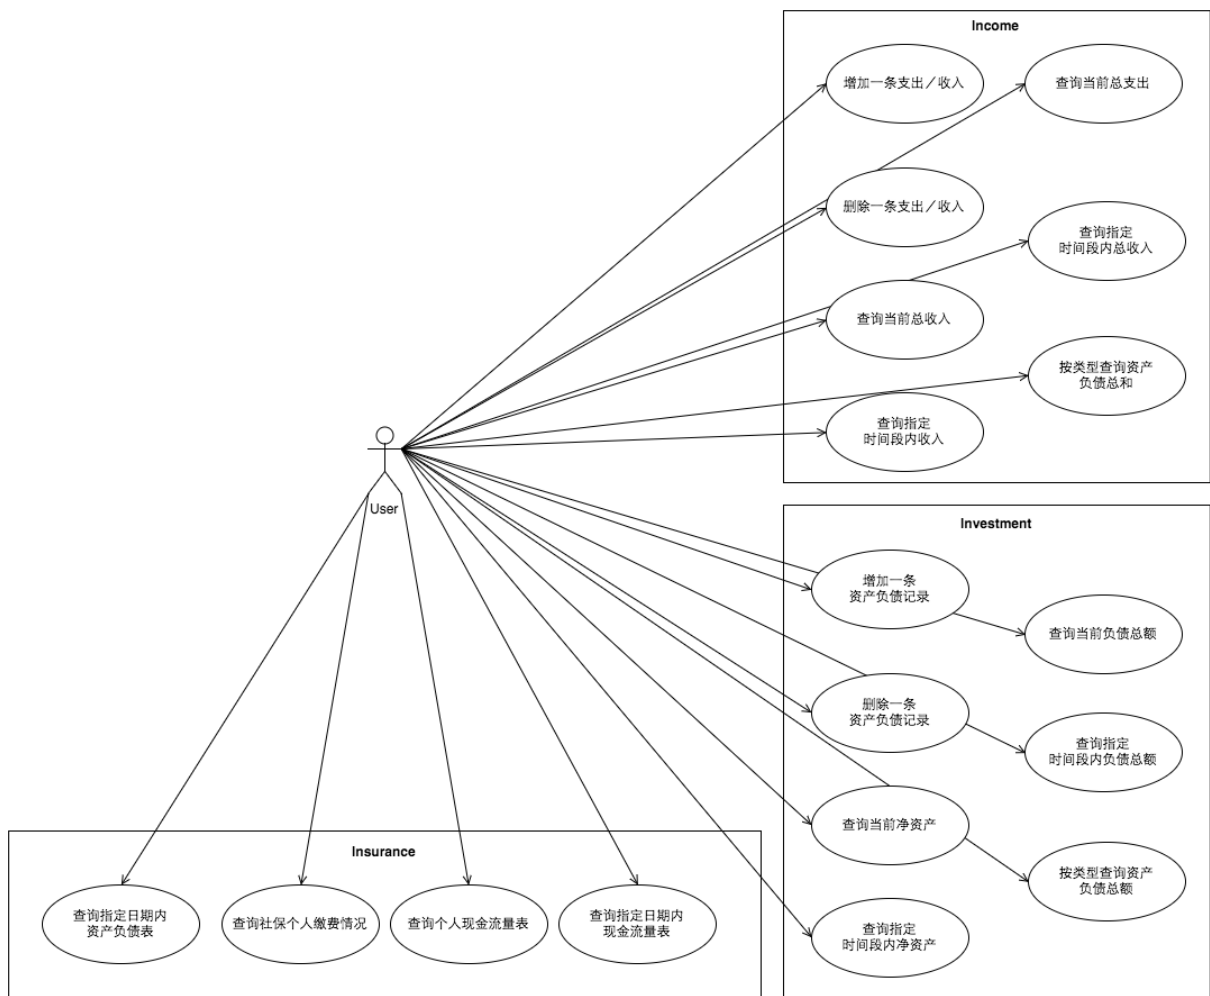 Income
增加一条支出／收入
查询当前总支出
删除一条支出／收入
查询指定
时间段内总收入
查询当前总收入
按类型查询资产
负债总和
查询指定
时间段内收入
User
Investment
增加一条
资产负债记录
查询当前负债总额
删除一条
资产负债记录
查询指定
时间段内负债总额
查询当前净资产
按类型查询资产
负债总额
查询指定
时间段内净资产
Insurance
查询指定日期内
资产负债表
查询社保个人缴费情况
查询个人现金流量表
查询指定日期内
现金流量表